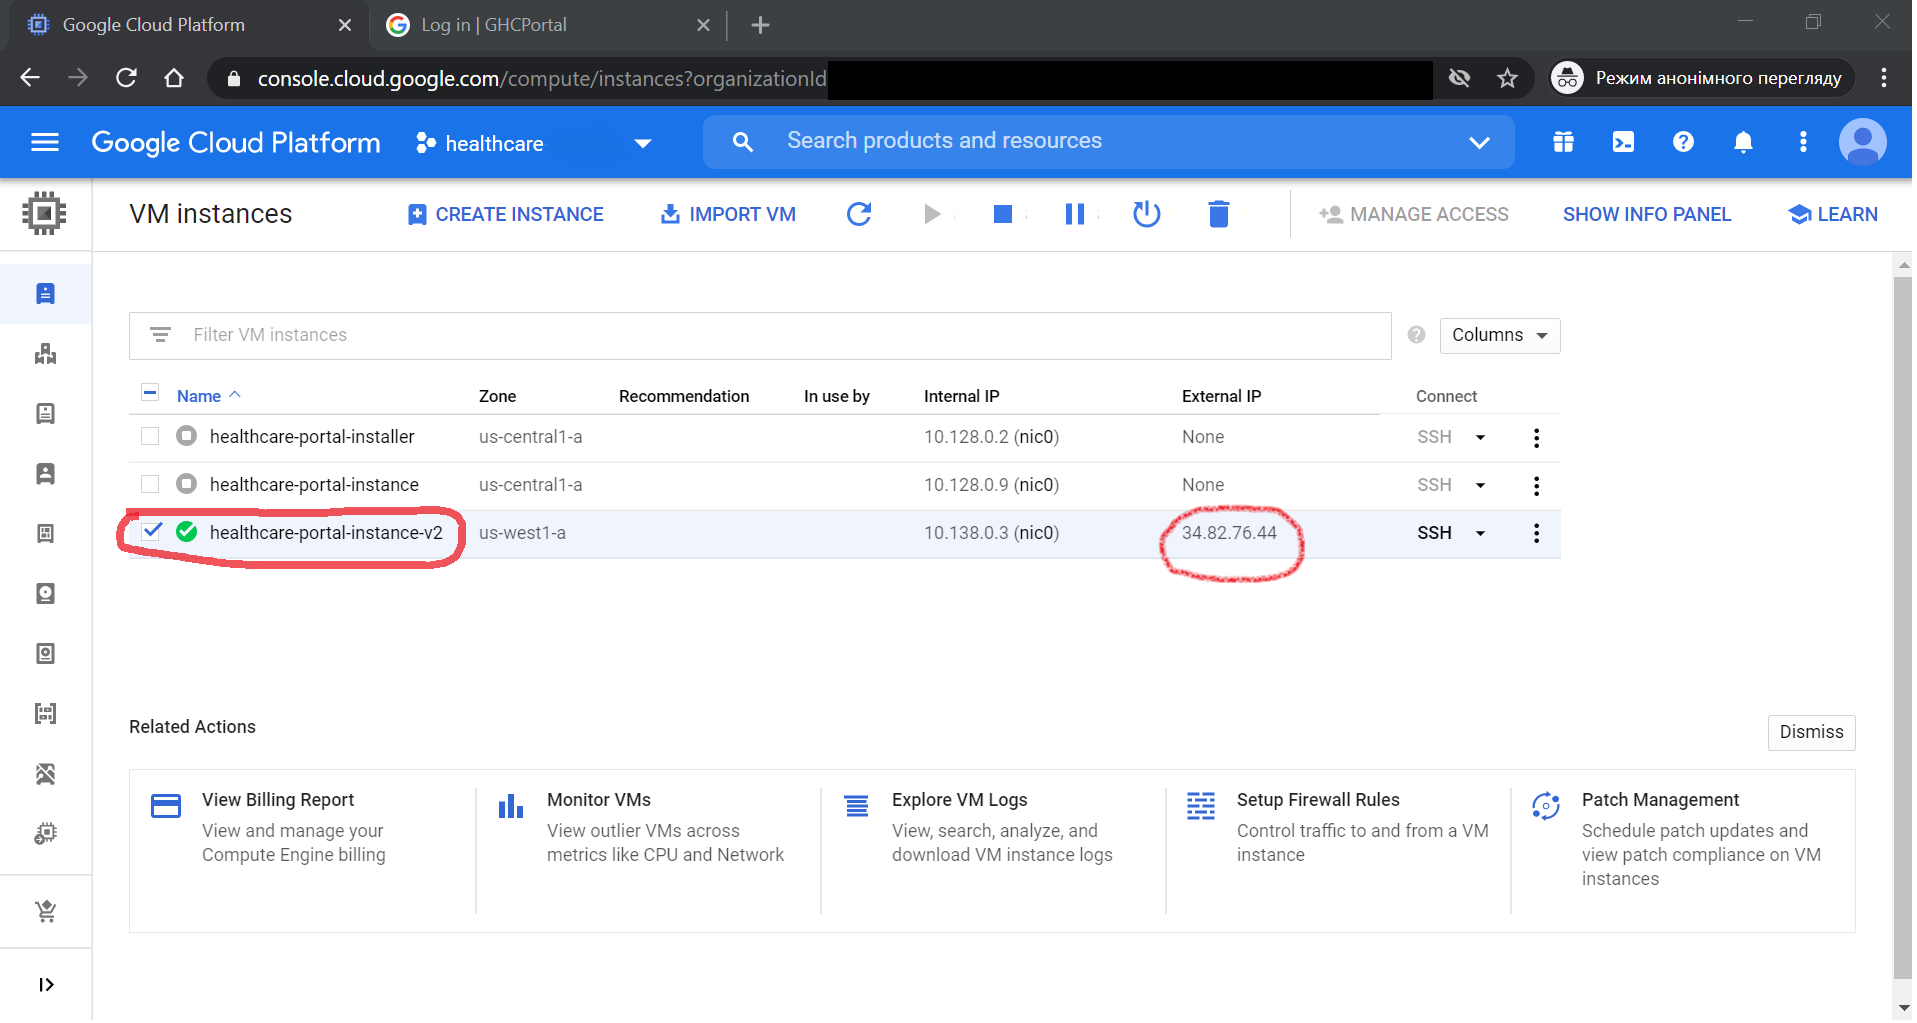 Google Cloud Platform
Log in | GHCPortal
console.cloud.google.com/compute/instances?organizationId
Режим анонімного перегляду
Google Cloud Platform
healthcare
Search products and resources
VM instances
CREATE INSTANCE
IMPORT VM
MANAGE ACCESS
SHOW INFO PANEL
LEARN
Filter VM instances
Columns
Name Zone Recommendation In use by Internal IP External IP Connect
healthcare-portal-installer us-central1-a 10.128.0.2 (nic0) None SSH
healthcare-portal-instance us-central1-a 10.128.0.9 (nic0) None SSH
healthcare-portal-instance-v2 us-west1-a 10.138.0.3 (nic0) 34.82.76.44 SSH
Related Actions
Dismiss
View Billing Report
View and manage your
Compute Engine billing
Monitor VMs
View outlier VMs across
metrics like CPU and Network
Explore VM Logs
View, search, analyze, and
download VM instance logs
Setup Firewall Rules
Control traffic to and from a VM
instance
Patch Management
Schedule patch updates and
view patch compliance on VM
instances